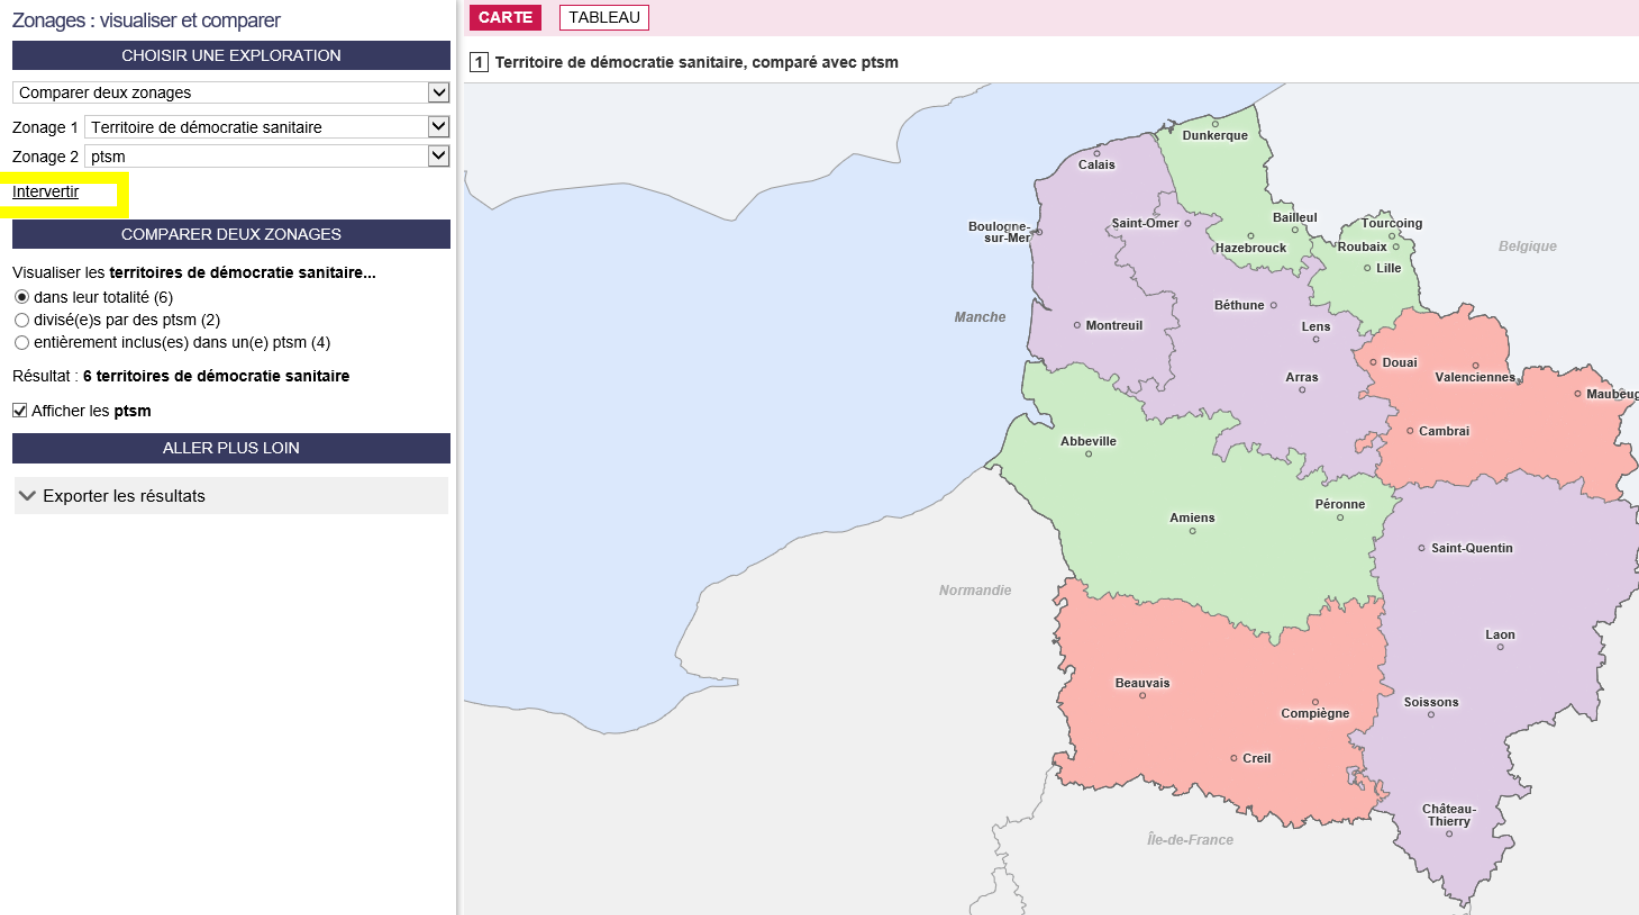 Zonages : visualiser et comparer
CHOISIR UNE EXPLORATION
Comparer deux zonages
Zonage 1 Territoire de démocratie sanitaire
Zonage 2 ptsm
Intervertir
COMPARER DEUX ZONAGES
Visualiser les territoires de démocratie sanitaire...
dans leur totalité (6)
divisé(e)s par des ptsm (2)
entièrement inclus(es) dans un(e) ptsm (4)
Résultat : 6 territoires de démocratie sanitaire
Afficher les ptsm
ALLER PLUS LOIN
Exporter les résultats
CARTE TABLEAU
1 Territoire de démocratie sanitaire, comparé avec ptsm
Dunkerque
Calais
Boulogne-
sur-Mer
Saint-Omer
Bailleul
Hazebrouck
Tourcoing
Roubaix
Lille
Belgique
Manche
Montreuil
Béthune
Lens
Arras
Douai
Valenciennes
Maubeug
Cambrai
Abbeville
Amiens
Péronne
Saint-Quentin
Normandie
Laon
Beauvais
Compiègne
Soissons
Creil
Château-
Thierry
Île-de-France